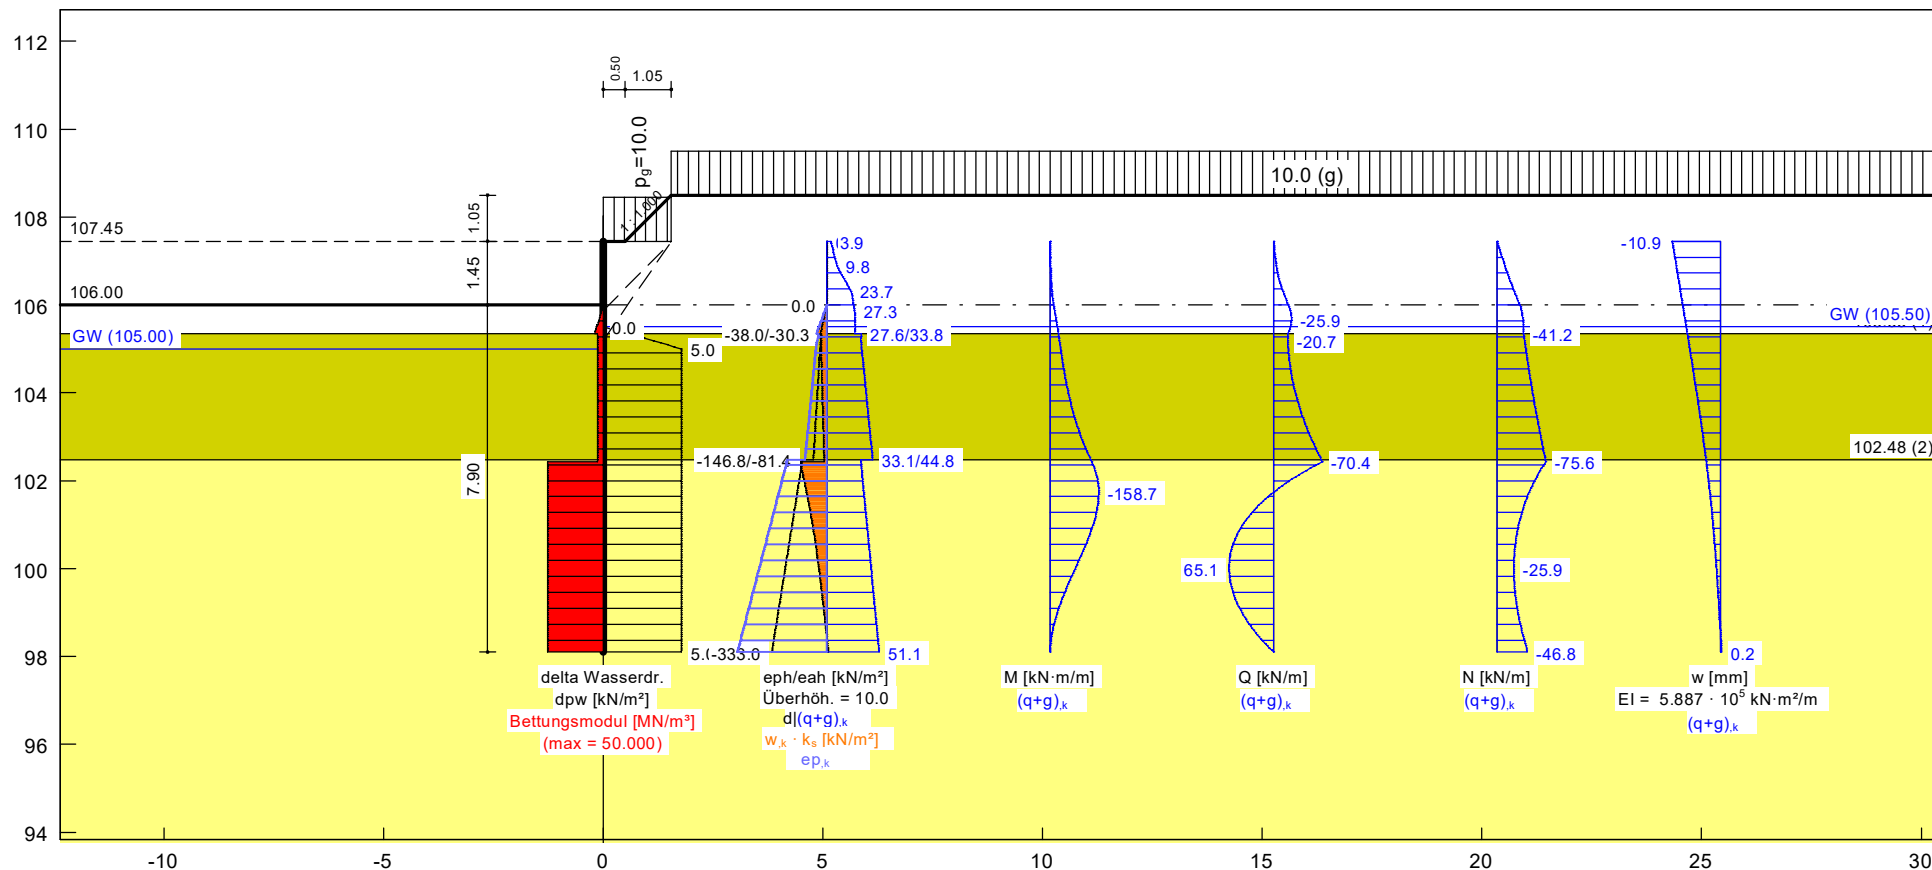 112
110
108
106
104
102
100
98
96
94
-10
-5
0
5
10
15
20
25
30
0.50
1.05
pg=10.0
1 : 1.000
10.0 (g)
107.45
106.00
1.05
1.45
7.90
GW (105.00)
GW (105.50)
102.48 (2)
0.0
5.0
0.0
-38.0/-30.3
-146.8/-81.4
-333.0
3.9
9.8
23.7
27.3
27.6/33.8
33.1/44.8
51.1
-158.7
-25.9
-20.7
-70.4
65.1
-41.2
-75.6
-25.9
-46.8
-10.9
0.2
delta Wasserdr.
dpw [kN/m²]
Bettungsmodul [MN/m³]
(max = 50.000)
eph/eah [kN/m²]
Überhöh. = 10.0
d|(q+g),k
w,k · ks [kN/m²]
ep,k
M [kN·m/m]
(q+g),k
Q [kN/m]
(q+g),k
N [kN/m]
(q+g),k
w [mm]
EI = 5.887 · 10⁵ kN·m²/m
(q+g),k